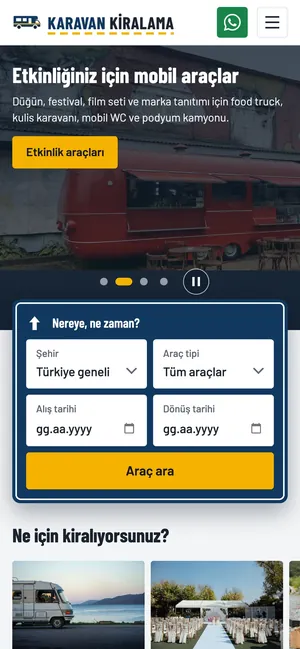 KARAVAN KİRALAMA
Etkinliğiniz için mobil araçlar
Düğün, festival, film seti ve marka tanıtımı için food truck,
kulis karavanı, mobil WC ve podyum kamyonu.
Etkinlik araçları
Nereye, ne zaman?
Şehir
Türkiye geneli
Araç tipi
Tüm araçlar
Alış tarihi
gg.aa.yyyy
Dönüş tarihi
gg.aa.yyyy
Araç ara
Ne için kiralıyorsunuz?